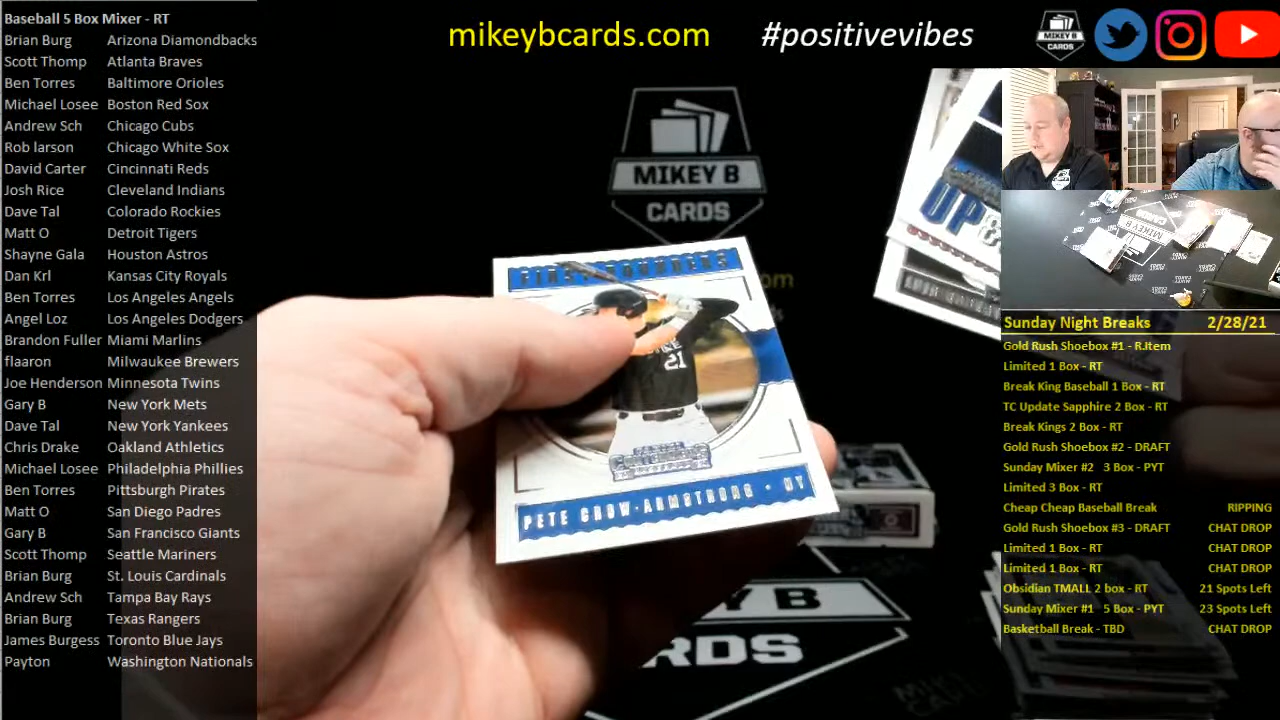 Baseball 5 Box Mixer - RT
Brian Burg Arizona Diamondbacks
Scott Thomp Atlanta Braves
Ben Torres Baltimore Orioles
Michael Losee Boston Red Sox
Andrew Sch Chicago Cubs
Rob larson Chicago White Sox
David Carter Cincinnati Reds
Josh Rice Cleveland Indians
Dave Tal Colorado Rockies
Matt O Detroit Tigers
Shayne Gala Houston Astros
Dan Krl Kansas City Royals
Ben Torres Los Angeles Angels
Angel Loz Los Angeles Dodgers
Brandon Fuller Miami Marlins
flaaron Milwaukee Brewers
Joe Henderson Minnesota Twins
Gary B New York Mets
Dave Tal New York Yankees
Chris Drake Oakland Athletics
Michael Losee Philadelphia Phillies
Ben Torres Pittsburgh Pirates
Matt O San Diego Padres
Gary B San Francisco Giants
Scott Thomp Seattle Mariners
Brian Burg St. Louis Cardinals
Andrew Sch Tampa Bay Rays
Brian Burg Texas Rangers
James Burgess Toronto Blue Jays
Payton Washington Nationals
mikeybcards.com #positivevibes
MIKEY B
CARDS
MIKEY B
CARDS
UP&
21
CONTENDERS
PETE CROW-ARMSTRONG • NY
Y B
RDS
Sunday Night Breaks 2/28/21
Gold Rush Shoebox #1 - R.Item
Limited 1 Box - RT
Break King Baseball 1 Box - RT
TC Update Sapphire 2 Box - RT
Break Kings 2 Box - RT
Gold Rush Shoebox #2 - DRAFT
Sunday Mixer #2 3 Box - PYT
Limited 3 Box - RT
Cheap Cheap Baseball Break RIPPING
Gold Rush Shoebox #3 - DRAFT CHAT DROP
Limited 1 Box - RT CHAT DROP
Limited 1 Box - RT CHAT DROP
Obsidian TMALL 2 box - RT 21 Spots Left
Sunday Mixer #1 5 Box - PYT 23 Spots Left
Basketball Break - TBD CHAT DROP